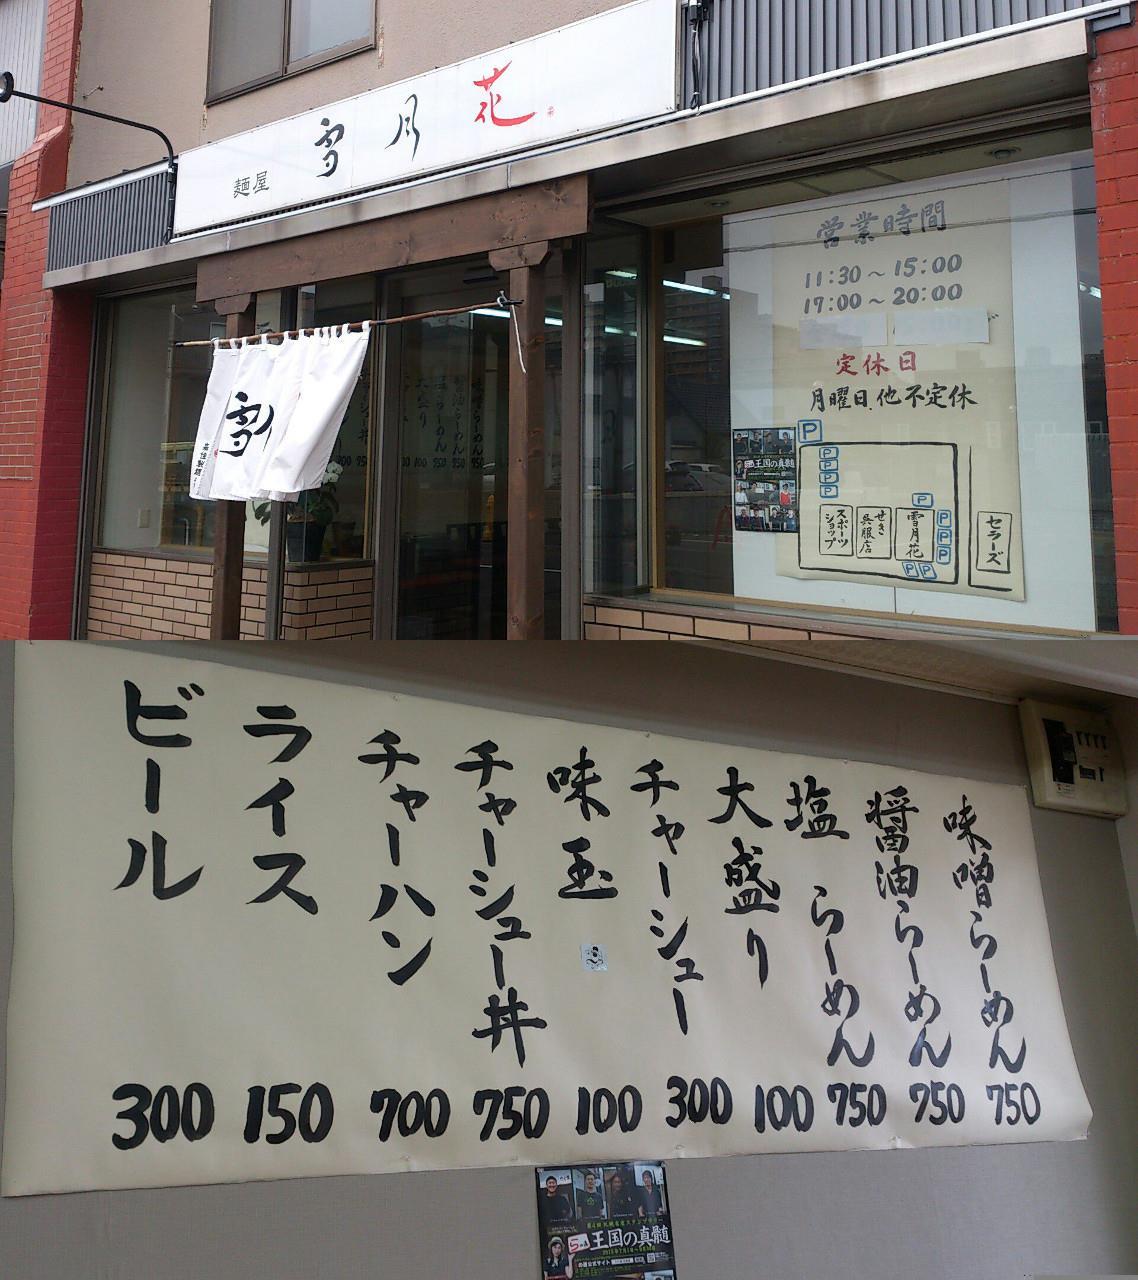 麺屋 雪月花
営業時間
11:30～15:00
17:00～20:00
定休日
月曜日、他不定休
P
P
P
P
P
P
スポーツショップ
せき呉服店
雪月花
P
P
P
P
P
セラーズ
王国の真髄
雪
味噌らーめん 750
醤油らーめん 750
塩らーめん 750
大盛り 100
チャーシュー 300
味玉 100
チャーシュー丼 750
チャーハン 700
ライス 150
ビール 300
王国の真髄